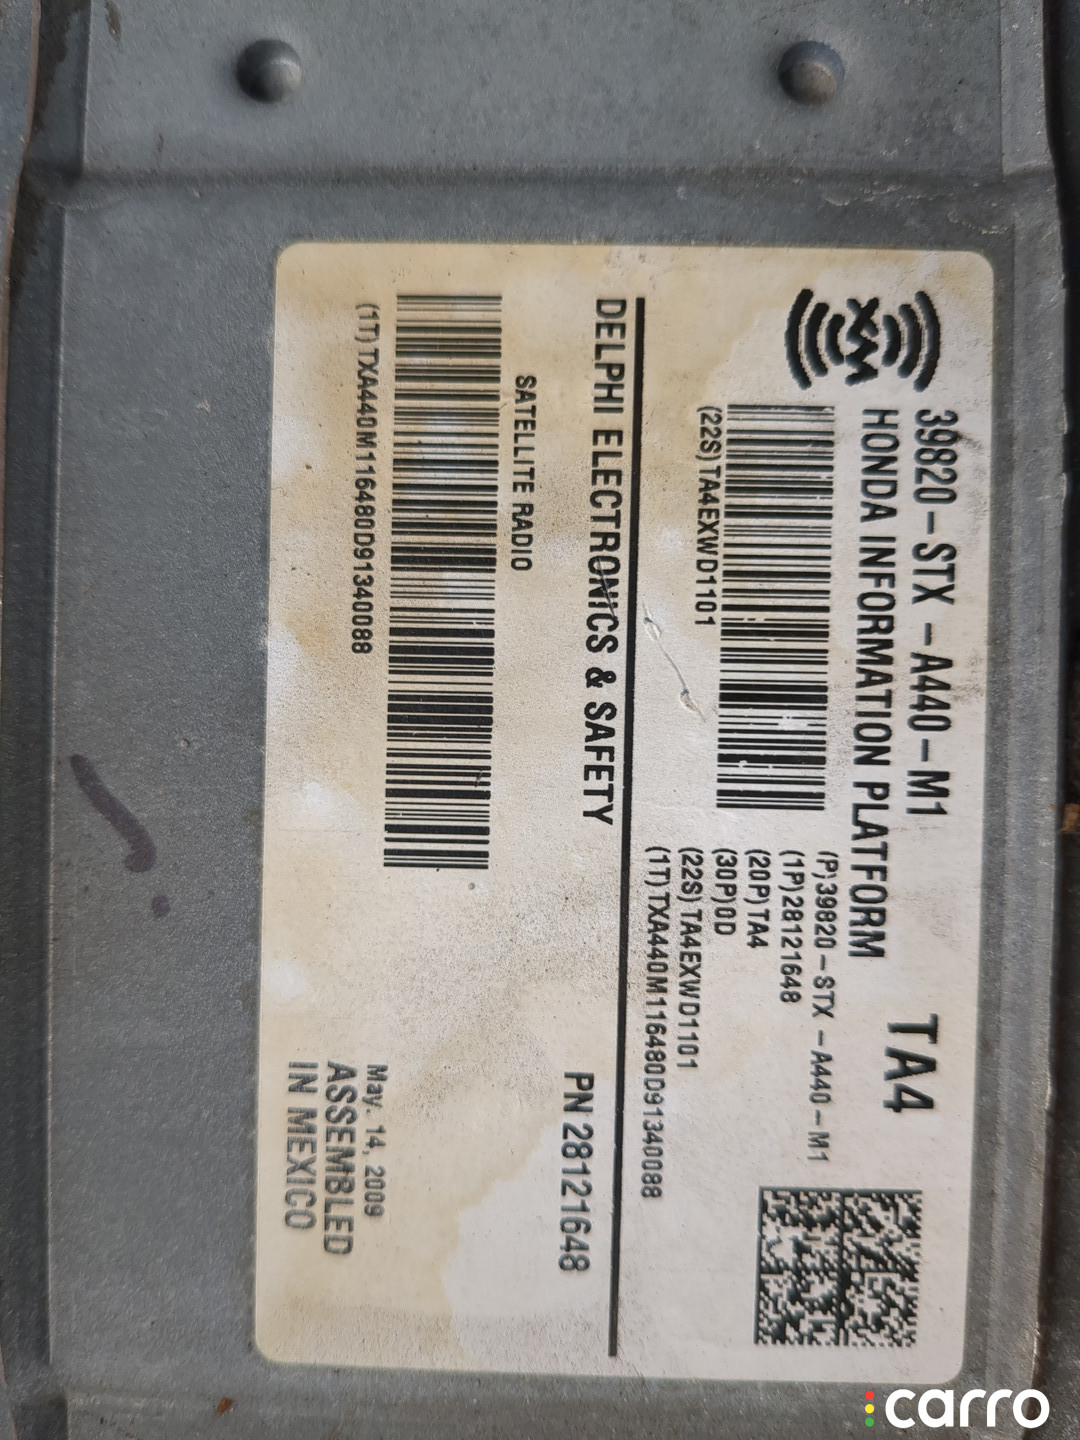 XM
39820-STX-A440-M1
HONDA INFORMATION PLATFORM
TA4
(22S)TA4EXWD1101
(P)39820-STX-A440-M1
(1P)28121648
(20P)TA4
(30P)0D
(22S)TA4EXWD1101
(1T)TXA440M116480D91340088
DELPHI ELECTRONICS & SAFETY
PN 28121648
SATELLITE RADIO
(1T)TXA440M116480D91340088
May. 14, 2009
ASSEMBLED
IN MEXICO
carro